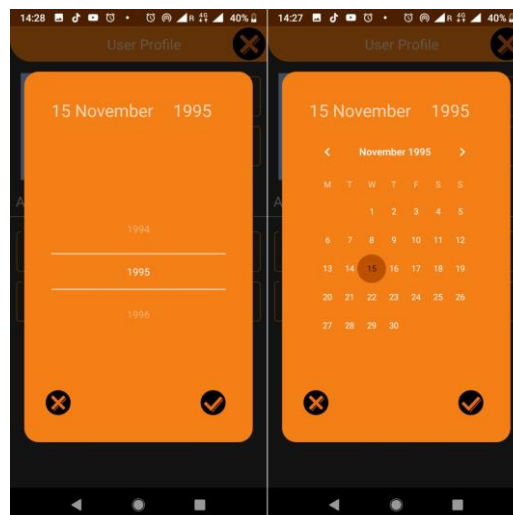 14:28 R 4G 40%
User Profile
15 November 1995
A
1994
1995
1996
14:27 R 4G 40%
User Profile
15 November 1995
November 1995
M T W T F S S
1 2 3 4 5
6 7 8 9 10 11 12
13 14 15 16 17 18 19
20 21 22 23 24 25 26
27 28 29 30
A